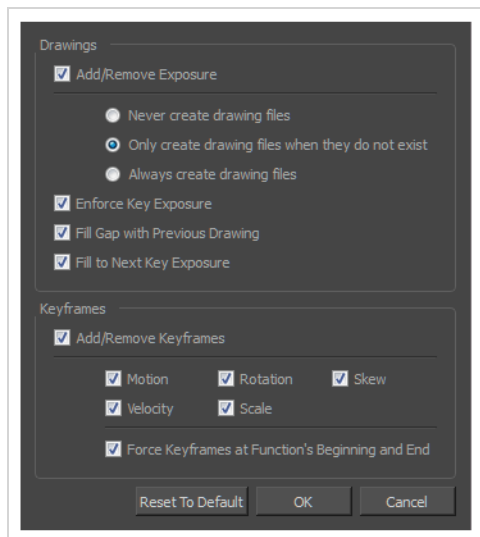 Drawings
Add/Remove Exposure
Never create drawing files
Only create drawing files when they do not exist
Always create drawing files
Enforce Key Exposure
Fill Gap with Previous Drawing
Fill to Next Key Exposure
Keyframes
Add/Remove Keyframes
Motion Rotation Skew
Velocity Scale
Force Keyframes at Function's Beginning and End
Reset To Default OK Cancel